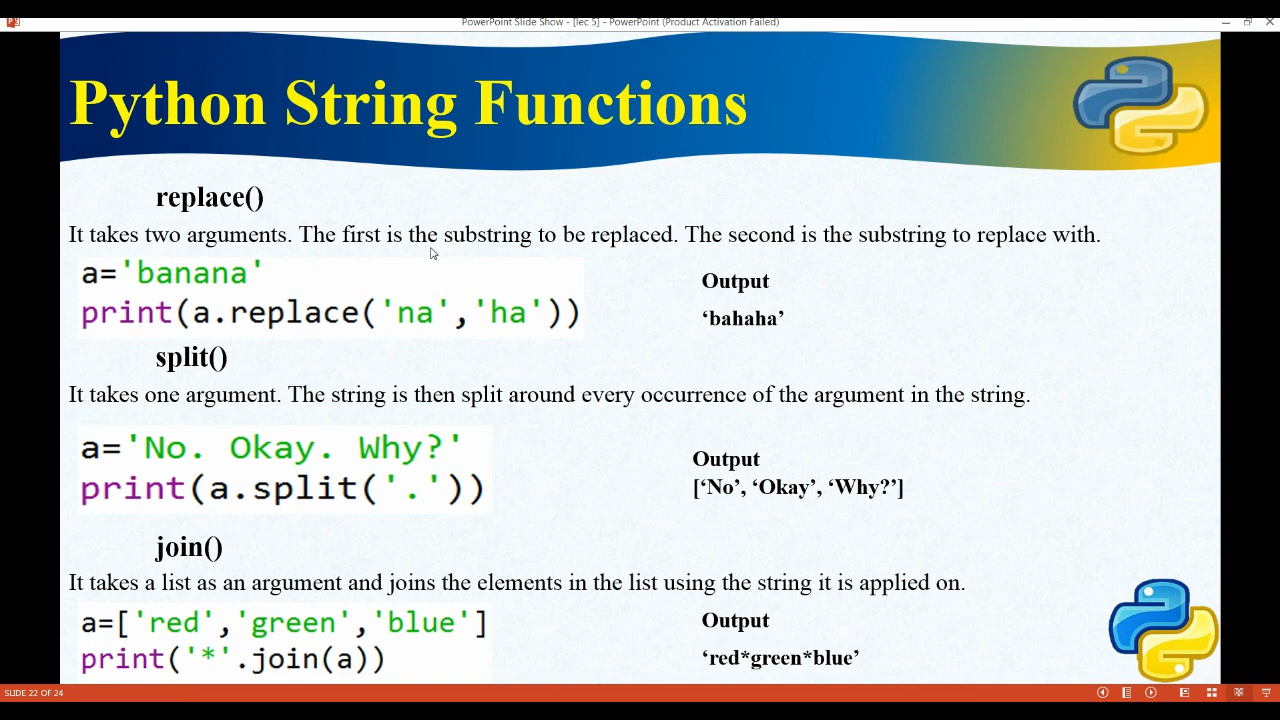 PowerPoint Slide Show - [lec 5] - PowerPoint (Product Activation Failed)
Python String Functions
replace()
It takes two arguments. The first is the substring to be replaced. The second is the substring to replace with.
a='banana'
print(a.replace('na','ha'))
Output
‘bahaha’
split()
It takes one argument. The string is then split around every occurrence of the argument in the string.
a='No. Okay. Why?'
print(a.split('.'))
Output
[‘No’, ‘Okay’, ‘Why?’]
join()
It takes a list as an argument and joins the elements in the list using the string it is applied on.
a=['red','green','blue']
print('*'.join(a))
Output
‘red*green*blue’
SLIDE 22 OF 24